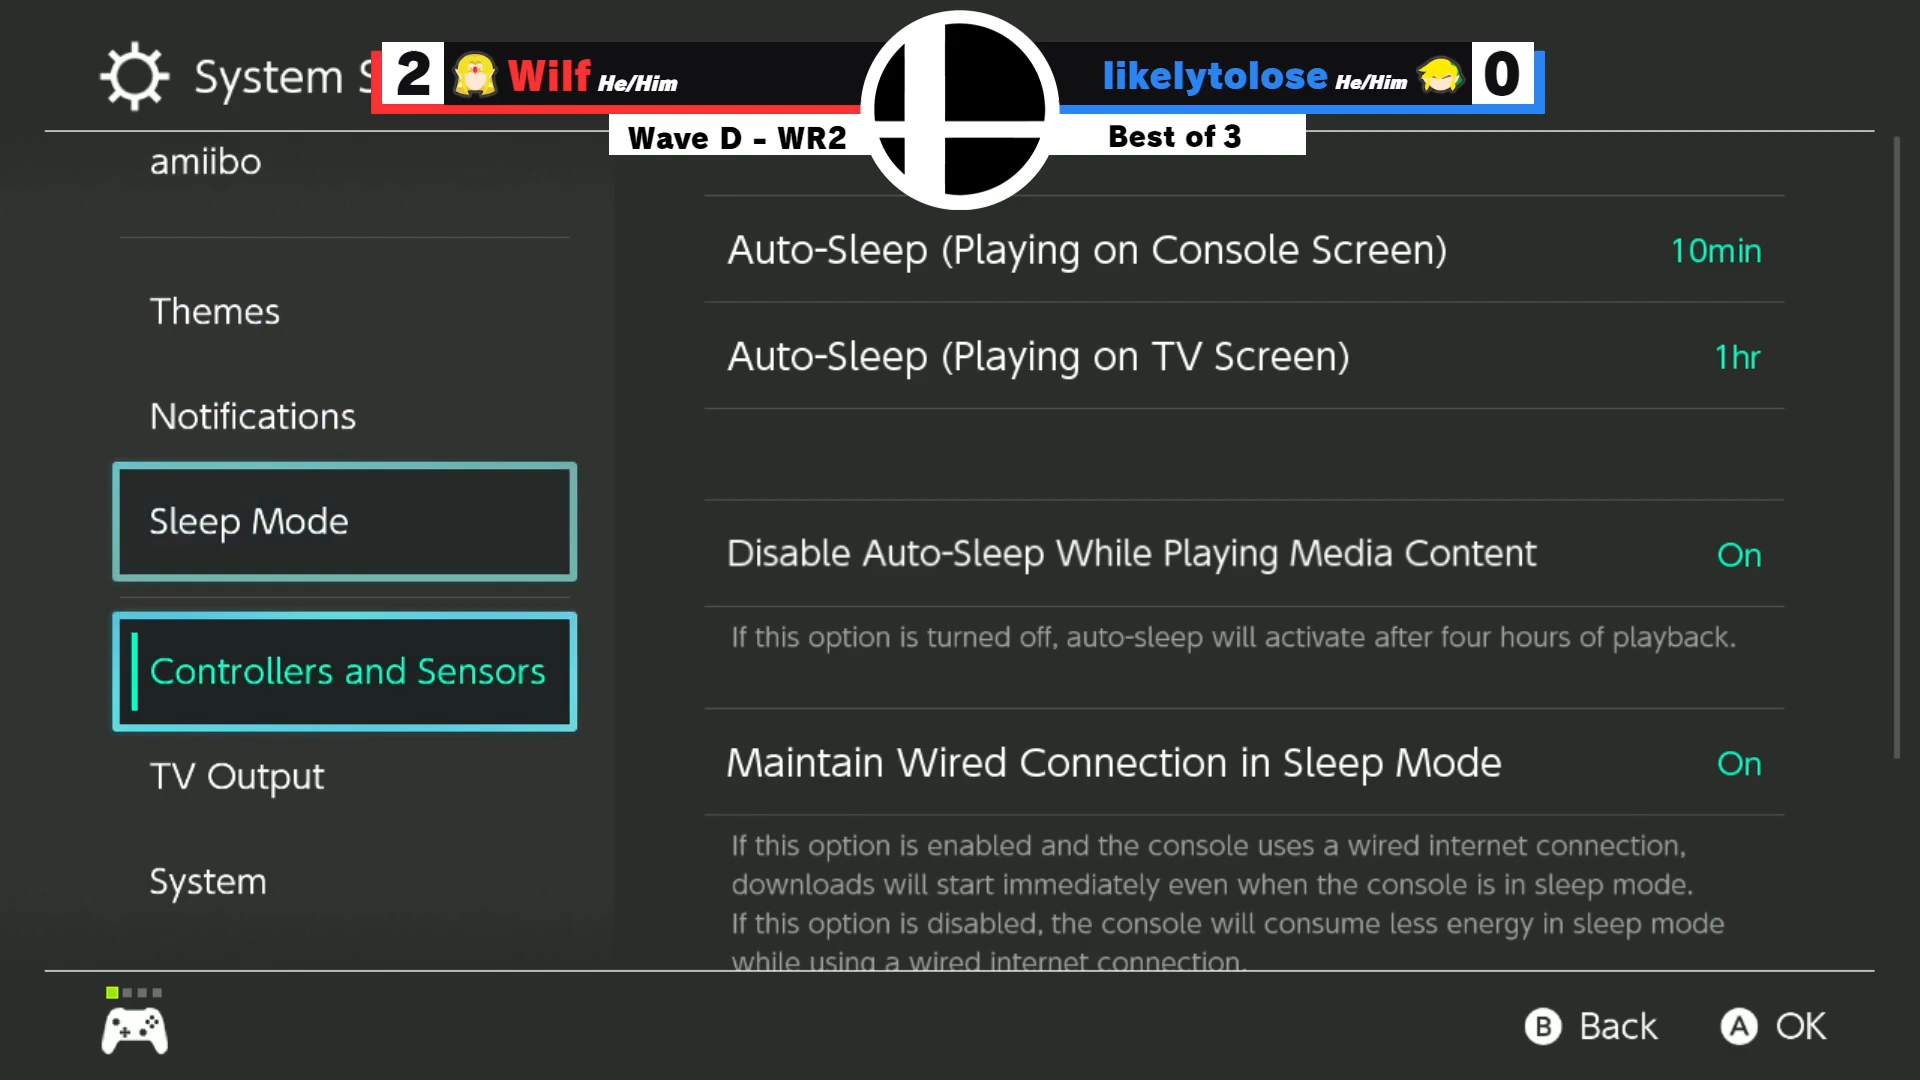 System S
2 Wilf He/Him
likelytolose He/Him 0
Wave D - WR2
Best of 3
amiibo
Themes
Notifications
Sleep Mode
Controllers and Sensors
TV Output
System
Auto-Sleep (Playing on Console Screen) 10min
Auto-Sleep (Playing on TV Screen) 1hr
Disable Auto-Sleep While Playing Media Content On
If this option is turned off, auto-sleep will activate after four hours of playback.
Maintain Wired Connection in Sleep Mode On
If this option is enabled and the console uses a wired internet connection,
downloads will start immediately even when the console is in sleep mode.
If this option is disabled, the console will consume less energy in sleep mode
while using a wired internet connection.
B Back A OK